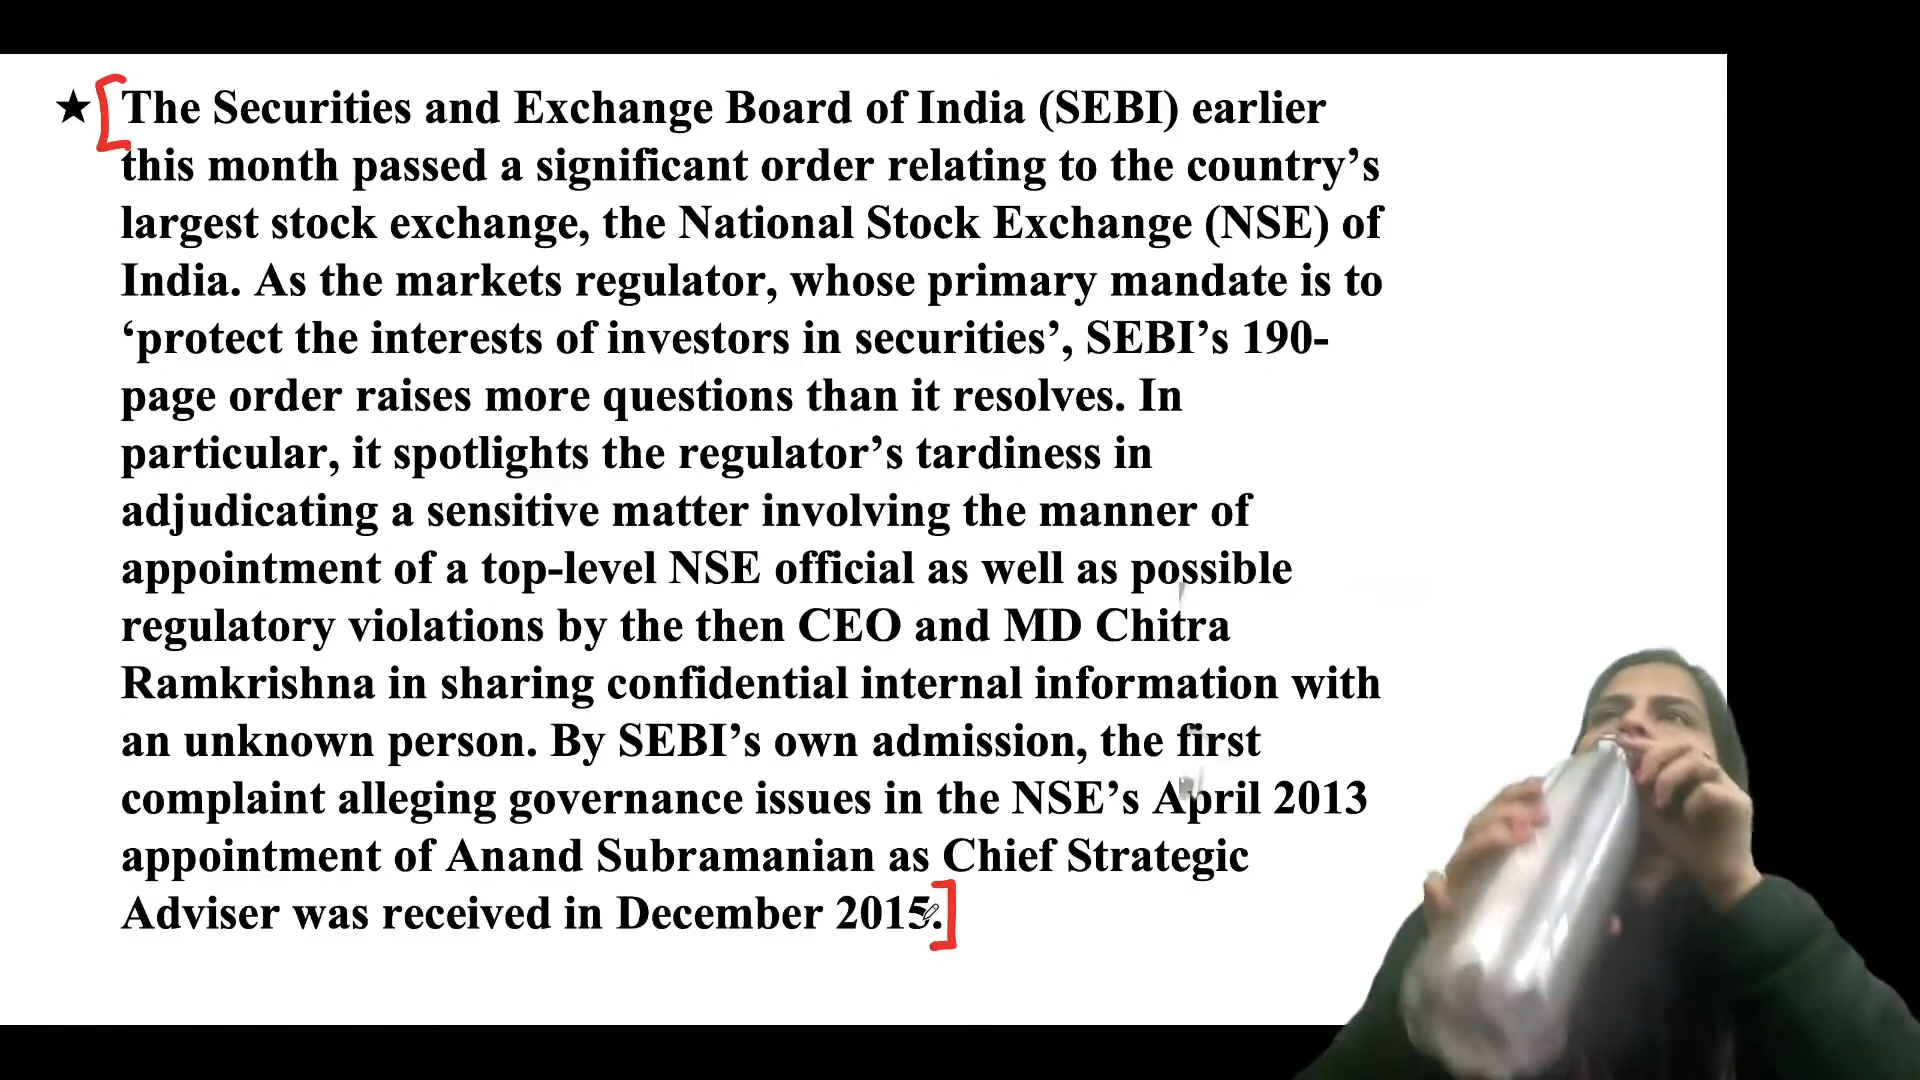 ★ The Securities and Exchange Board of India (SEBI) earlier
this month passed a significant order relating to the country’s
largest stock exchange, the National Stock Exchange (NSE) of
India. As the markets regulator, whose primary mandate is to
‘protect the interests of investors in securities’, SEBI’s 190-
page order raises more questions than it resolves. In
particular, it spotlights the regulator’s tardiness in
adjudicating a sensitive matter involving the manner of
appointment of a top-level NSE official as well as possible
regulatory violations by the then CEO and MD Chitra
Ramkrishna in sharing confidential internal information with
an unknown person. By SEBI’s own admission, the first
complaint alleging governance issues in the NSE’s April 2013
appointment of Anand Subramanian as Chief Strategic
Adviser was received in December 2015.